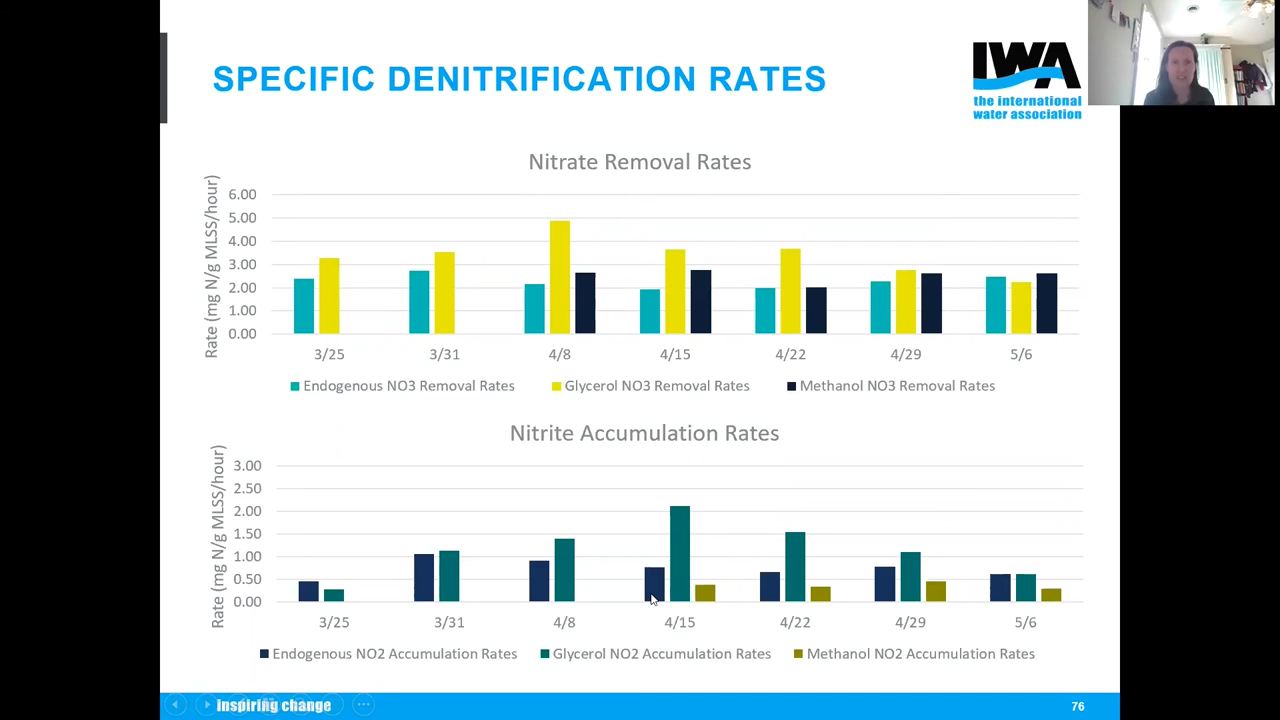 SPECIFIC DENITRIFICATION RATES
IWA
the international
water association
Nitrate Removal Rates
Rate (mg N/g MLSS/hour)
6.00
5.00
4.00
3.00
2.00
1.00
0.00
3/25 3/31 4/8 4/15 4/22 4/29 5/6
Endogenous NO3 Removal Rates Glycerol NO3 Removal Rates Methanol NO3 Removal Rates
Nitrite Accumulation Rates
Rate (mg N/g MLSS/hour)
3.00
2.50
2.00
1.50
1.00
0.50
0.00
3/25 3/31 4/8 4/15 4/22 4/29 5/6
Endogenous NO2 Accumulation Rates Glycerol NO2 Accumulation Rates Methanol NO2 Accumulation Rates
inspiring change 76